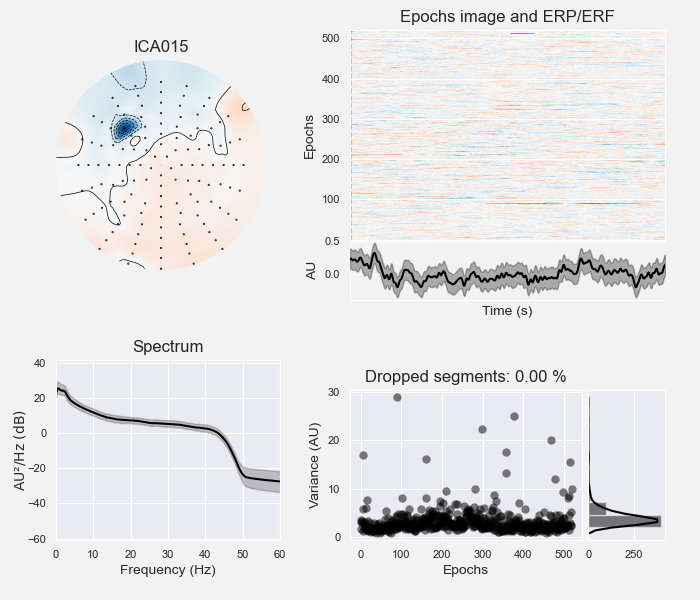 ICA015
Epochs image and ERP/ERF
Epochs
500
400
300
200
100
0.5
0.0
AU
Time (s)
Spectrum
AU²/Hz (dB)
40
20
0
−20
−40
−60
0 10 20 30 40 50 60
Frequency (Hz)
Dropped segments: 0.00 %
Variance (AU)
30
20
10
0
0 100 200 300 400 500
Epochs
0 250